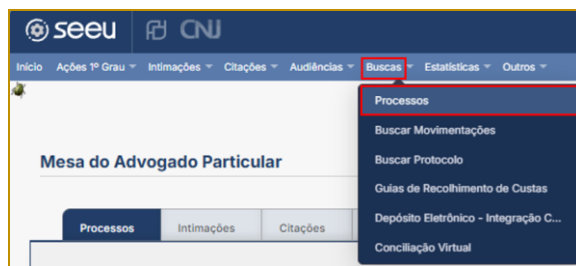 seeu CNJ
Início Ações 1º Grau Intimações Citações Audiências Buscas Estatísticas Outros
Processos
Buscar Movimentações
Buscar Protocolo
Guias de Recolhimento de Custas
Depósito Eletrônico - Integração C...
Conciliação Virtual
Mesa do Advogado Particular
Processos Intimações Citações